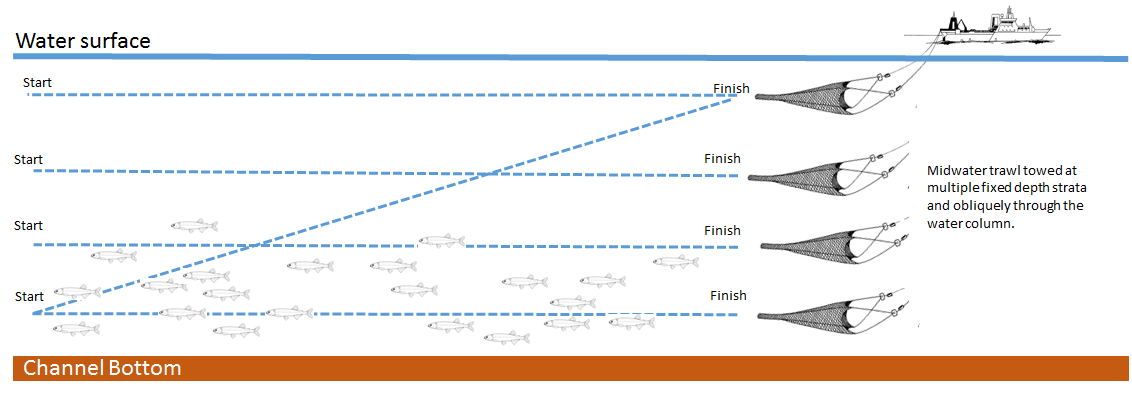 Water surface
Start
Finish
Start
Finish
Midwater trawl towed at
multiple fixed depth strata
and obliquely through the
water column.
Start
Finish
Start
Finish
Channel Bottom